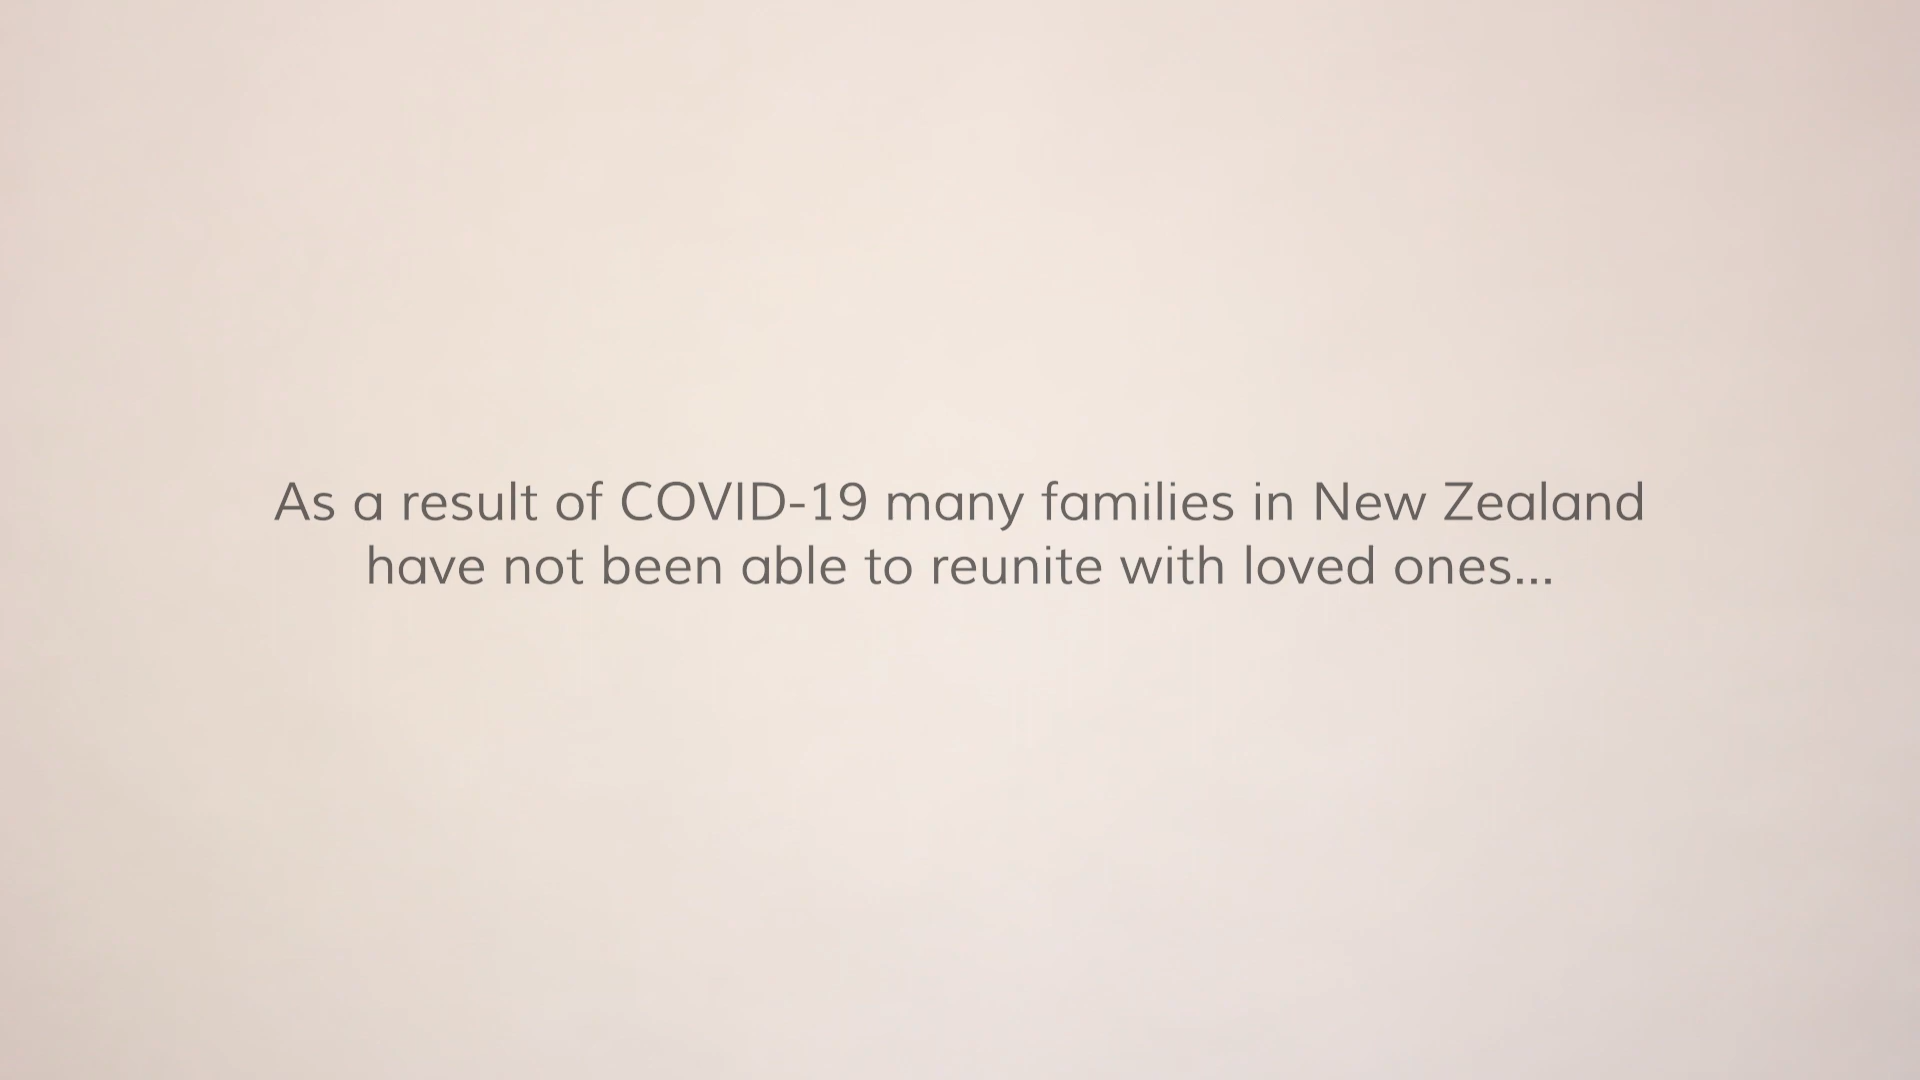 As a result of COVID-19 many families in New Zealand
have not been able to reunite with loved ones...